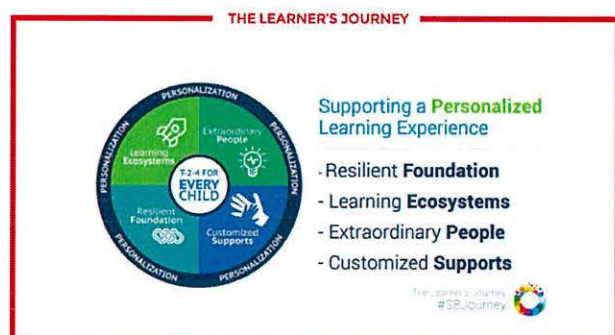 THE LEARNER'S JOURNEY
PERSONALIZATION
PERSONALIZATION
PERSONALIZATION
PERSONALIZATION
PERSONALIZATION
Learning
Ecosystems
Extraordinary
People
T-2-4 FOR
EVERY
CHILD
Resilient
Foundation
Customized
Supports
Supporting a Personalized
Learning Experience
- Resilient Foundation
- Learning Ecosystems
- Extraordinary People
- Customized Supports
The Learner's Journey
#SBJourney